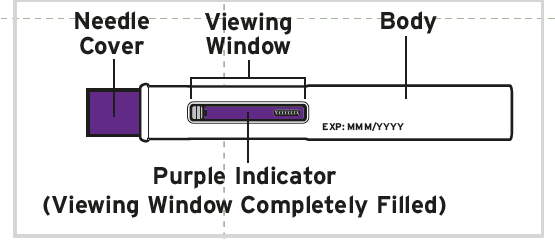 Needle
Cover
Viewing
Window
Body
EXP: MMM/YYYY
Purple Indicator
(Viewing Window Completely Filled)